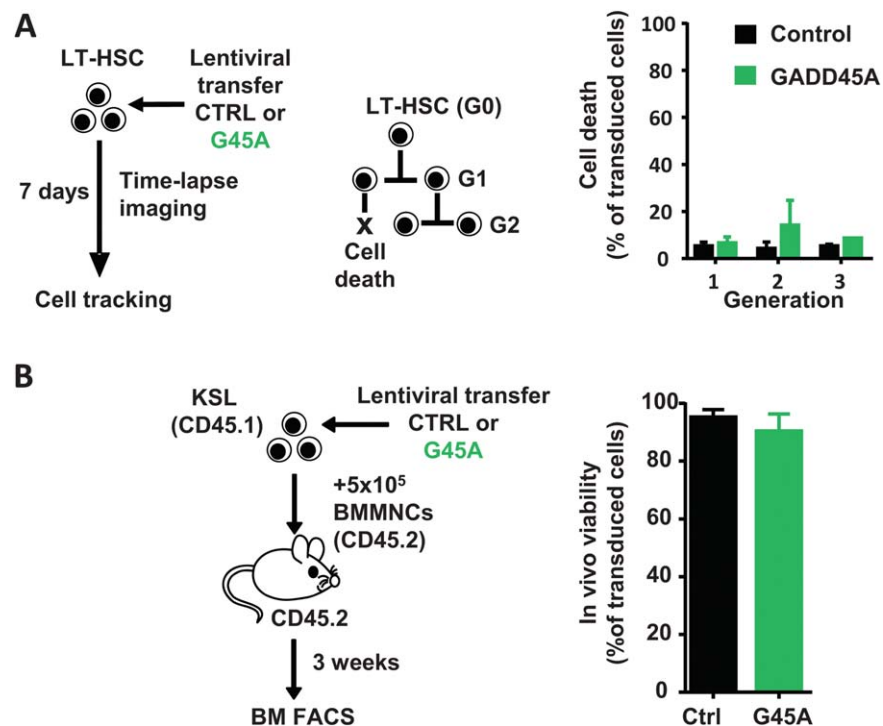 A
LT-HSC
Lentiviral
transfer
CTRL or
G45A
7 days
Time-lapse
imaging
Cell tracking
LT-HSC (G0)
G1
X
G2
Cell
death
Cell death
(% of transduced cells)
100
80
60
40
20
0
Control
GADD45A
1 2 3
Generation
B
KSL
(CD45.1)
Lentiviral transfer
CTRL or
G45A
+5x10⁵
BMMNCs
(CD45.2)
CD45.2
3 weeks
BM FACS
In vivo viability
(%of transduced cells)
100
80
60
40
20
0
Ctrl G45A